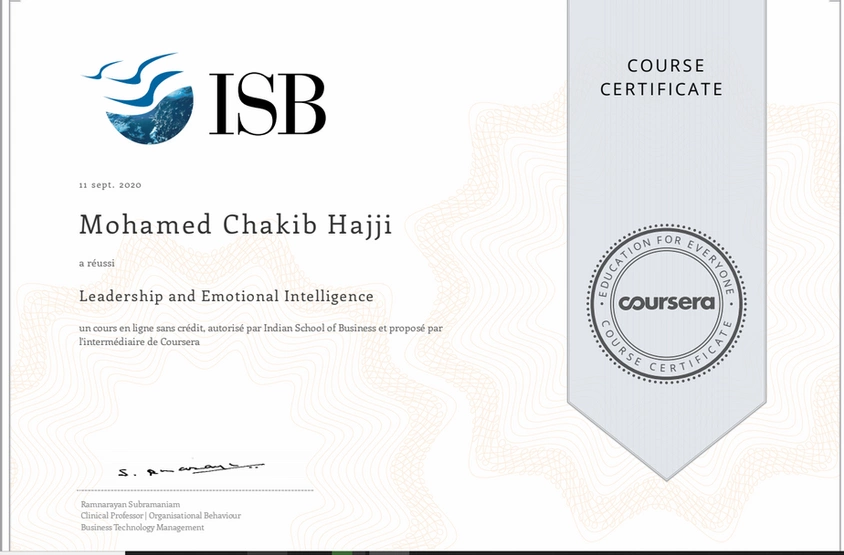 ISB
COURSE
CERTIFICATE
11 sept. 2020
Mohamed Chakib Hajji
a réussi
Leadership and Emotional Intelligence
un cours en ligne sans crédit, autorisé par Indian School of Business et proposé par
l'intermédiaire de Coursera
EDUCATION FOR EVERYONE
coursera
COURSE CERTIFICATE
Ramnarayan Subramaniam
Clinical Professor | Organisational Behaviour
Business Technology Management